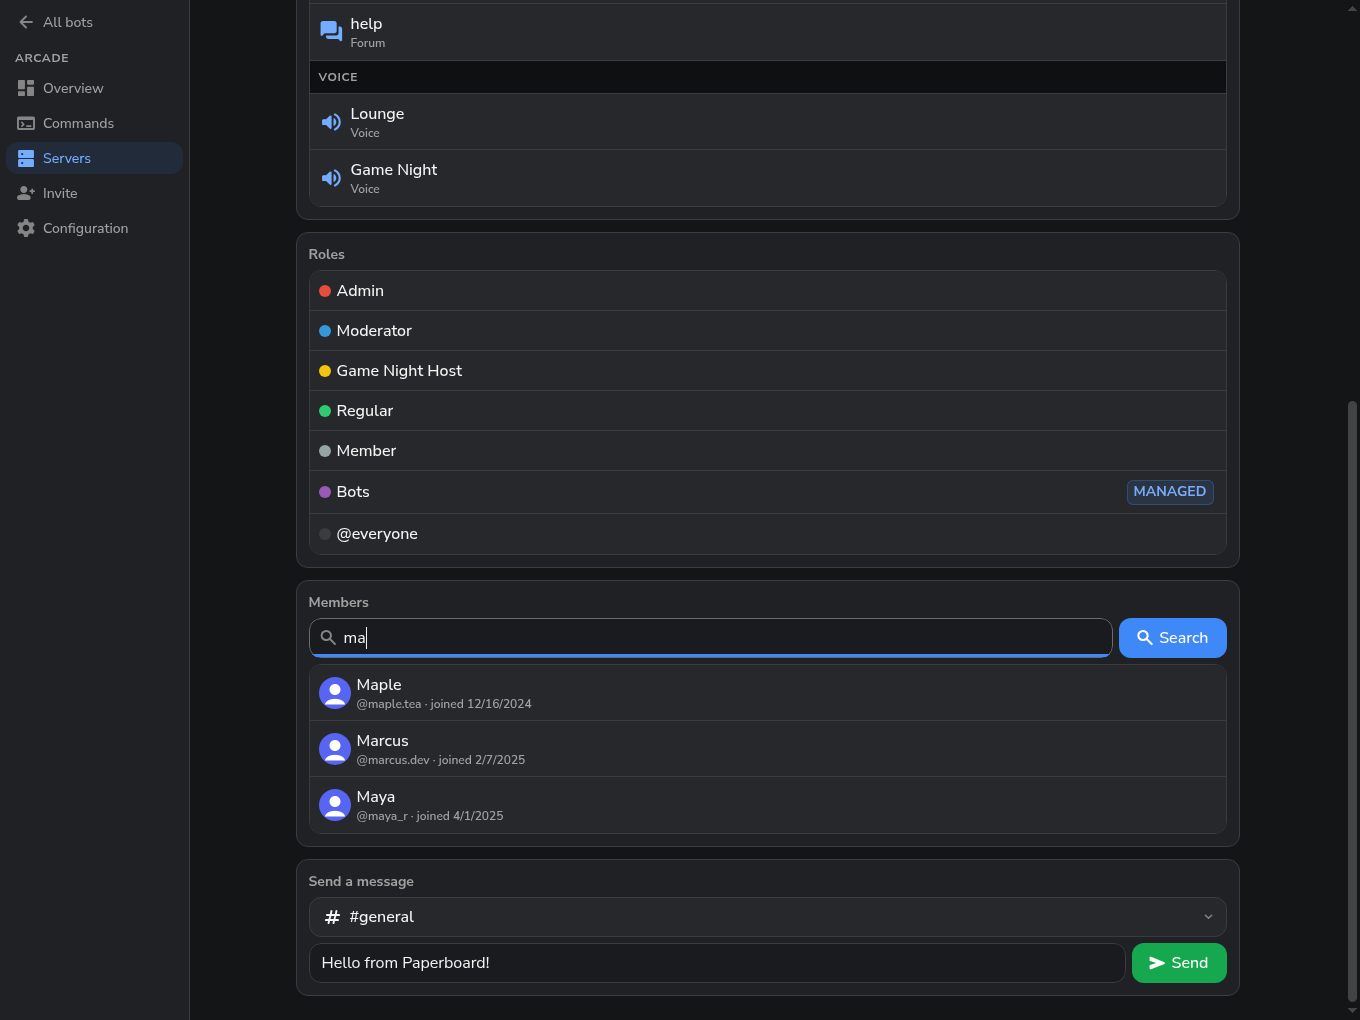 All bots
ARCADE
Overview
Commands
Servers
Invite
Configuration
help
Forum
VOICE
Lounge
Voice
Game Night
Voice
Roles
Admin
Moderator
Game Night Host
Regular
Member
Bots
MANAGED
@everyone
Members
ma
Search
Maple
@maple.tea · joined 12/16/2024
Marcus
@marcus.dev · joined 2/7/2025
Maya
@maya_r · joined 4/1/2025
Send a message
# #general
Hello from Paperboard!
Send